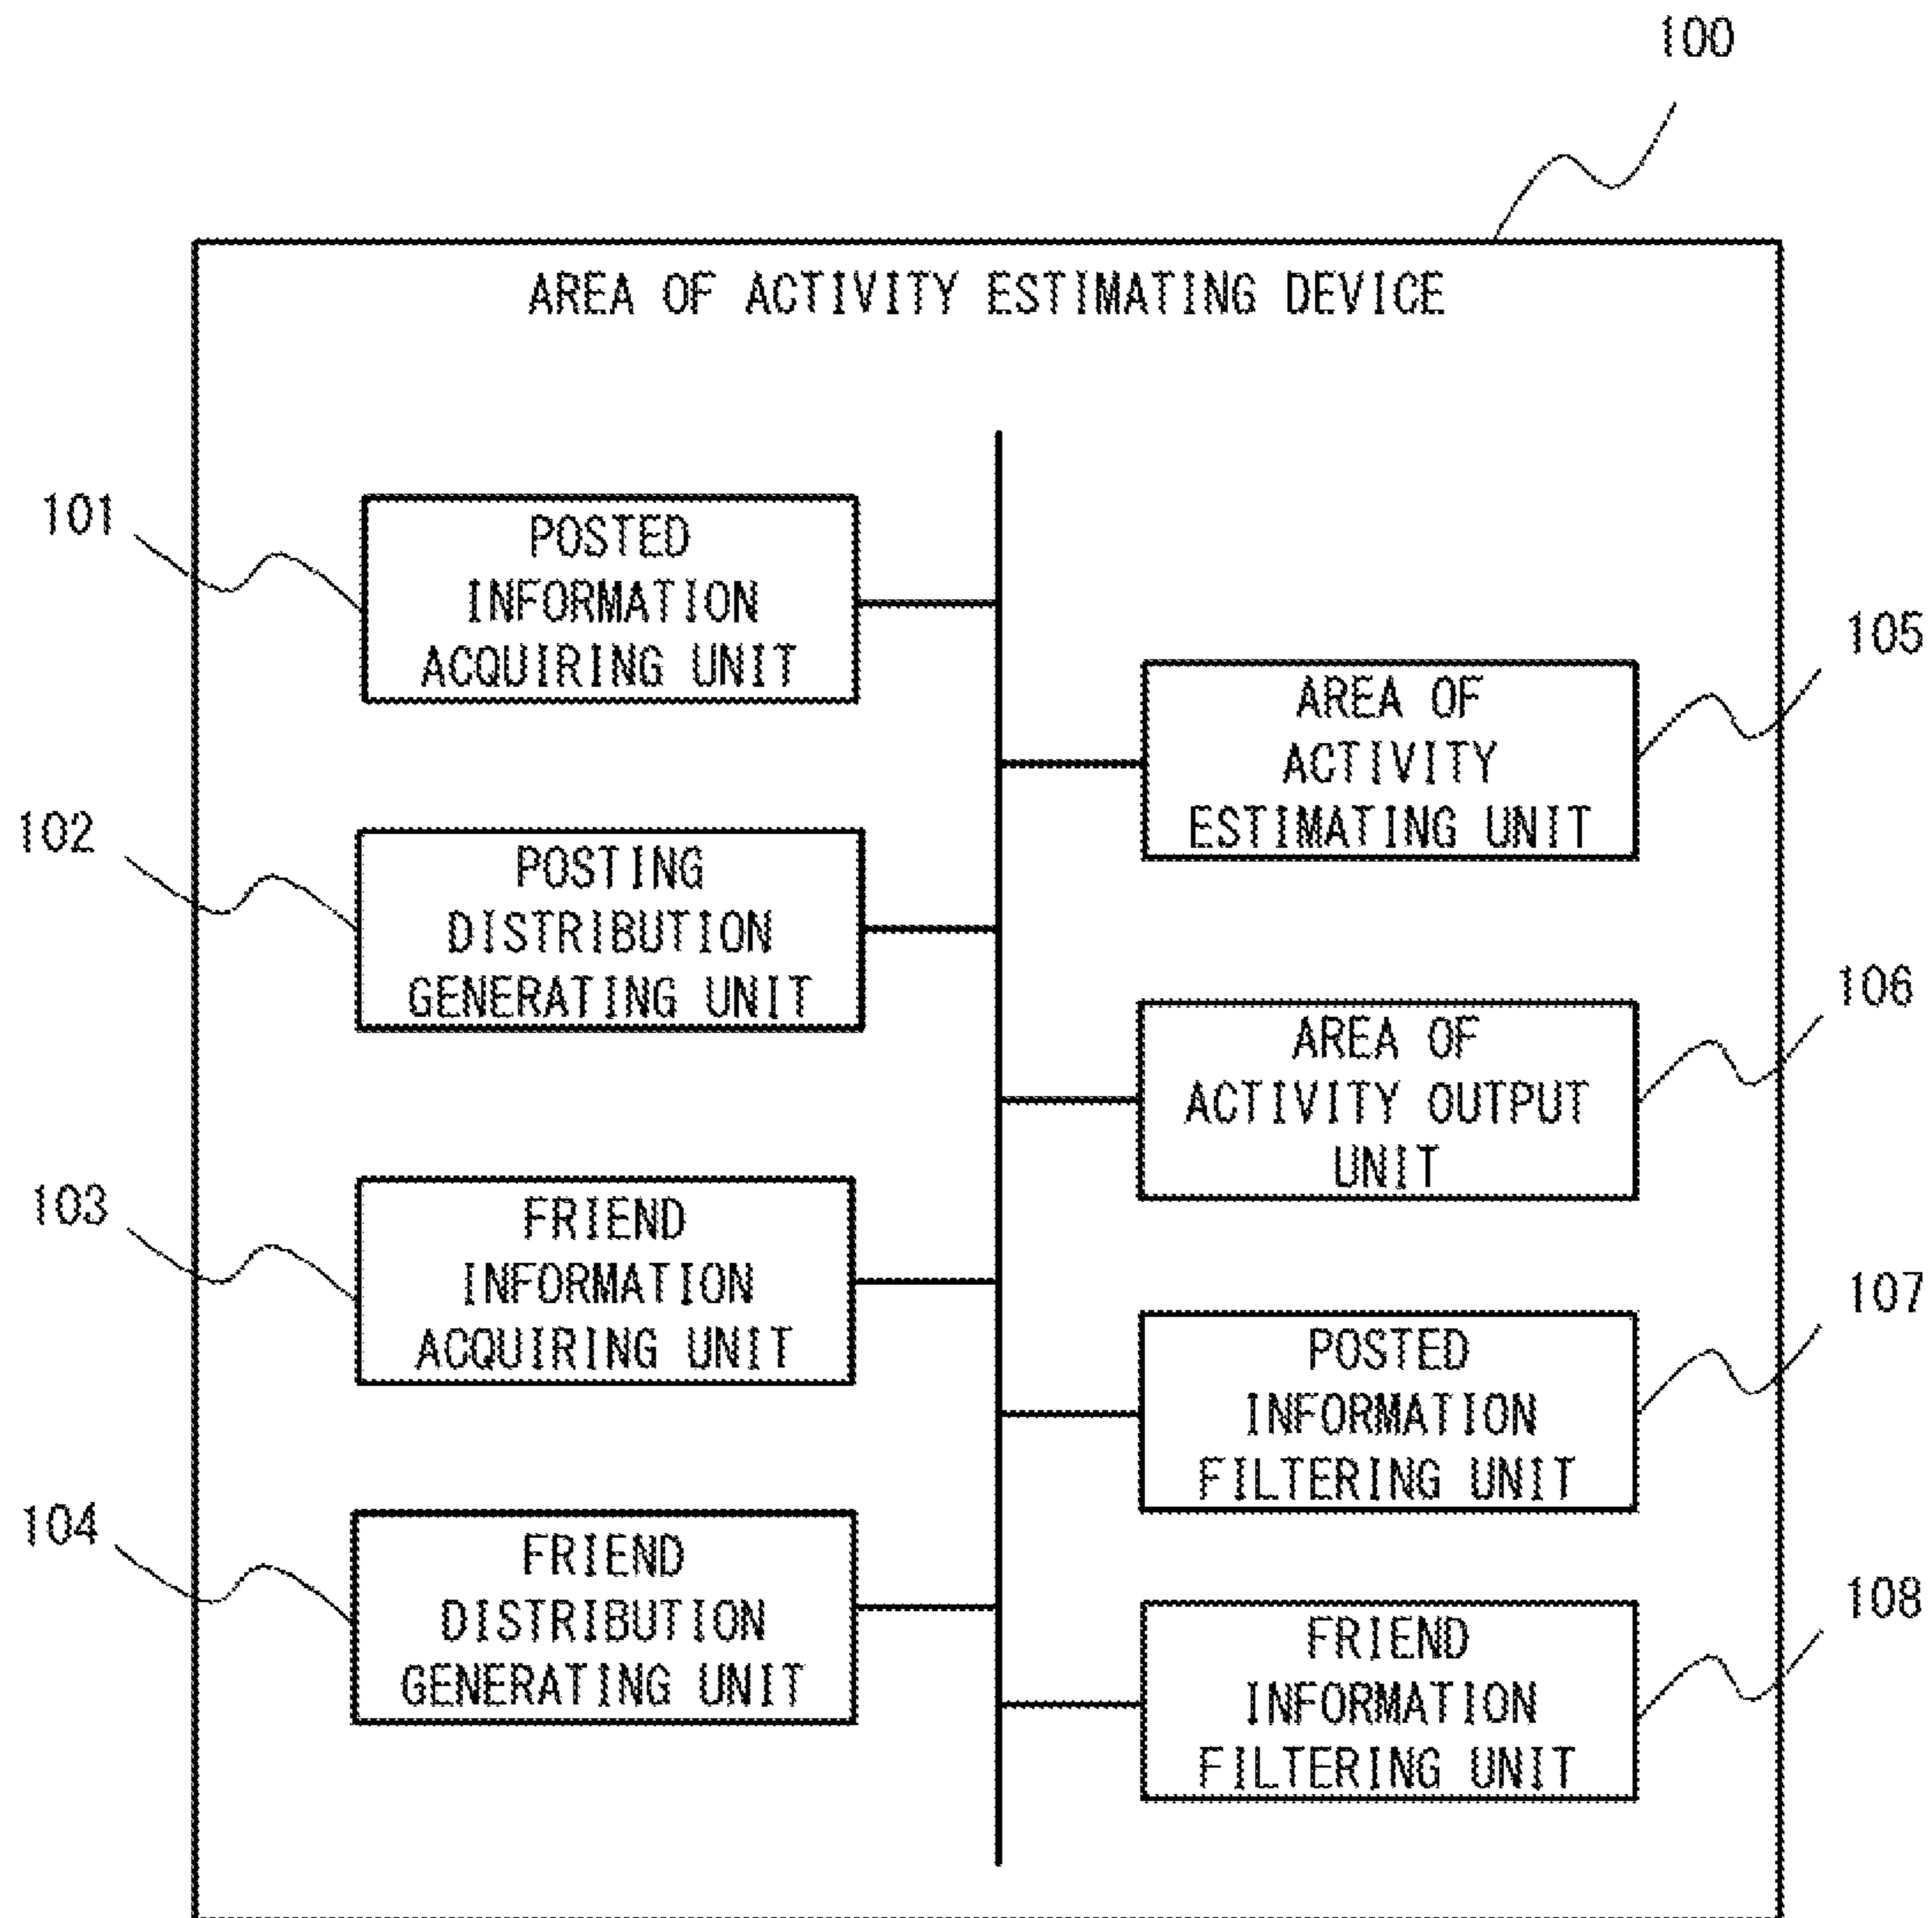 100
AREA OF ACTIVITY ESTIMATING DEVICE
101
POSTED
INFORMATION
ACQUIRING UNIT
102
POSTING
DISTRIBUTION
GENERATING UNIT
103
FRIEND
INFORMATION
ACQUIRING UNIT
104
FRIEND
DISTRIBUTION
GENERATING UNIT
105
AREA OF
ACTIVITY
ESTIMATING UNIT
106
AREA OF
ACTIVITY OUTPUT
UNIT
107
POSTED
INFORMATION
FILTERING UNIT
108
FRIEND
INFORMATION
FILTERING UNIT